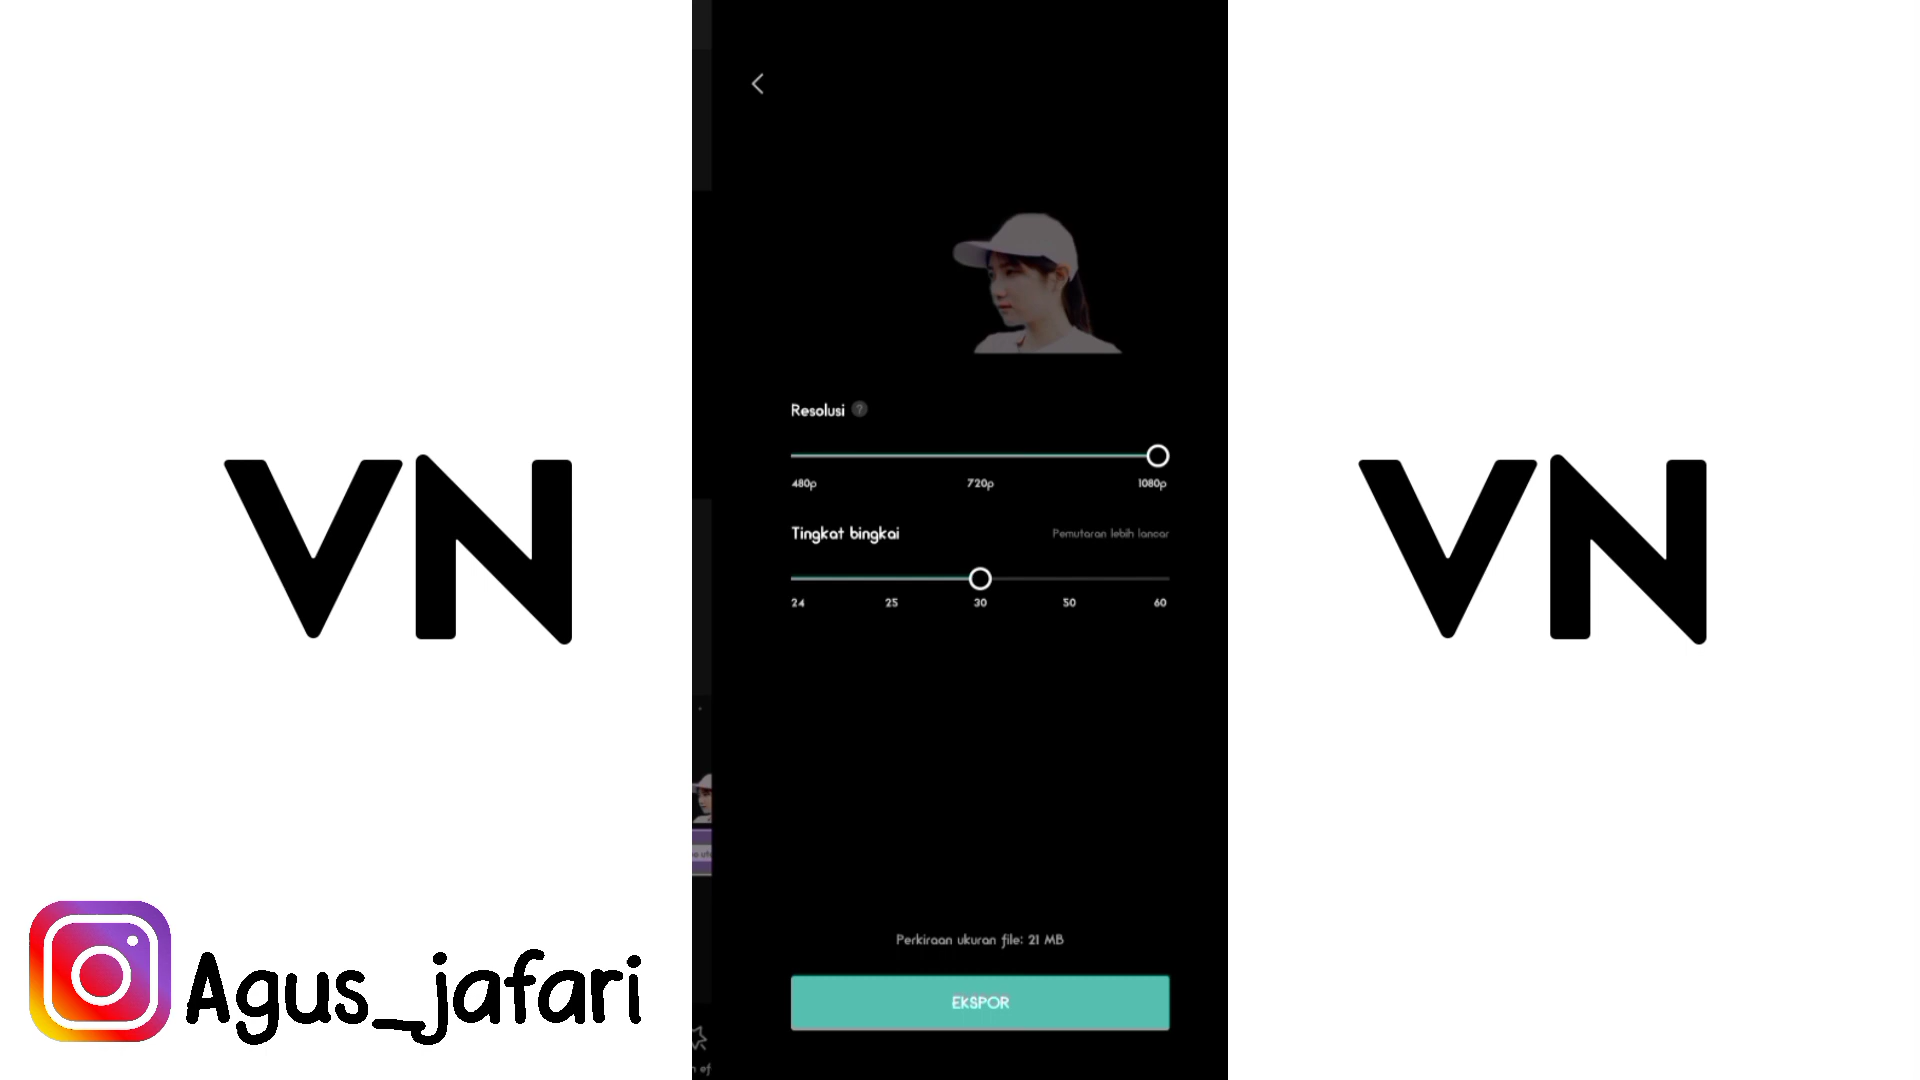 VN
Resolusi ?
480p 720p 1080p
Tingkat bingkai Pemutaran lebih lancar
24 25 30 50 60
Perkiraan ukuran file: 21 MB
EKSPOR
VN
Agus_jafari